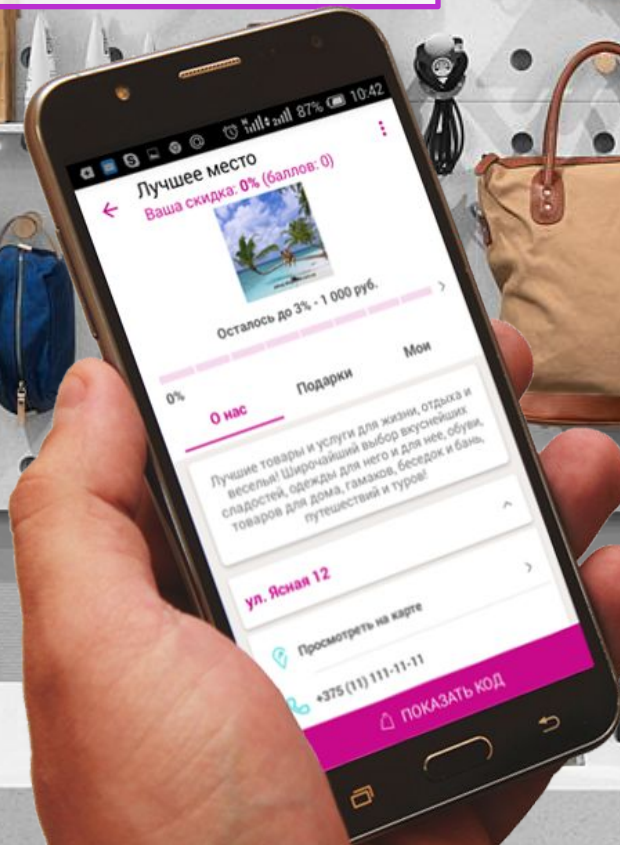 87% 10:42
Лучшее место
Ваша скидка: 0% (баллов: 0)
Осталось до 3% - 1 000 руб.
0%
О нас Подарки Мои
Лучшие товары и услуги для жизни, отдыха и
веселья! Широчайший выбор вкуснейших
сладостей, одежды для него и для нее, обуви,
товаров для дома, гамаков, беседок и бань,
путешествий и туров!
ул. Ясная 12
Просмотреть на карте
+375 (11) 111-11-11
ПОКАЗАТЬ КОД